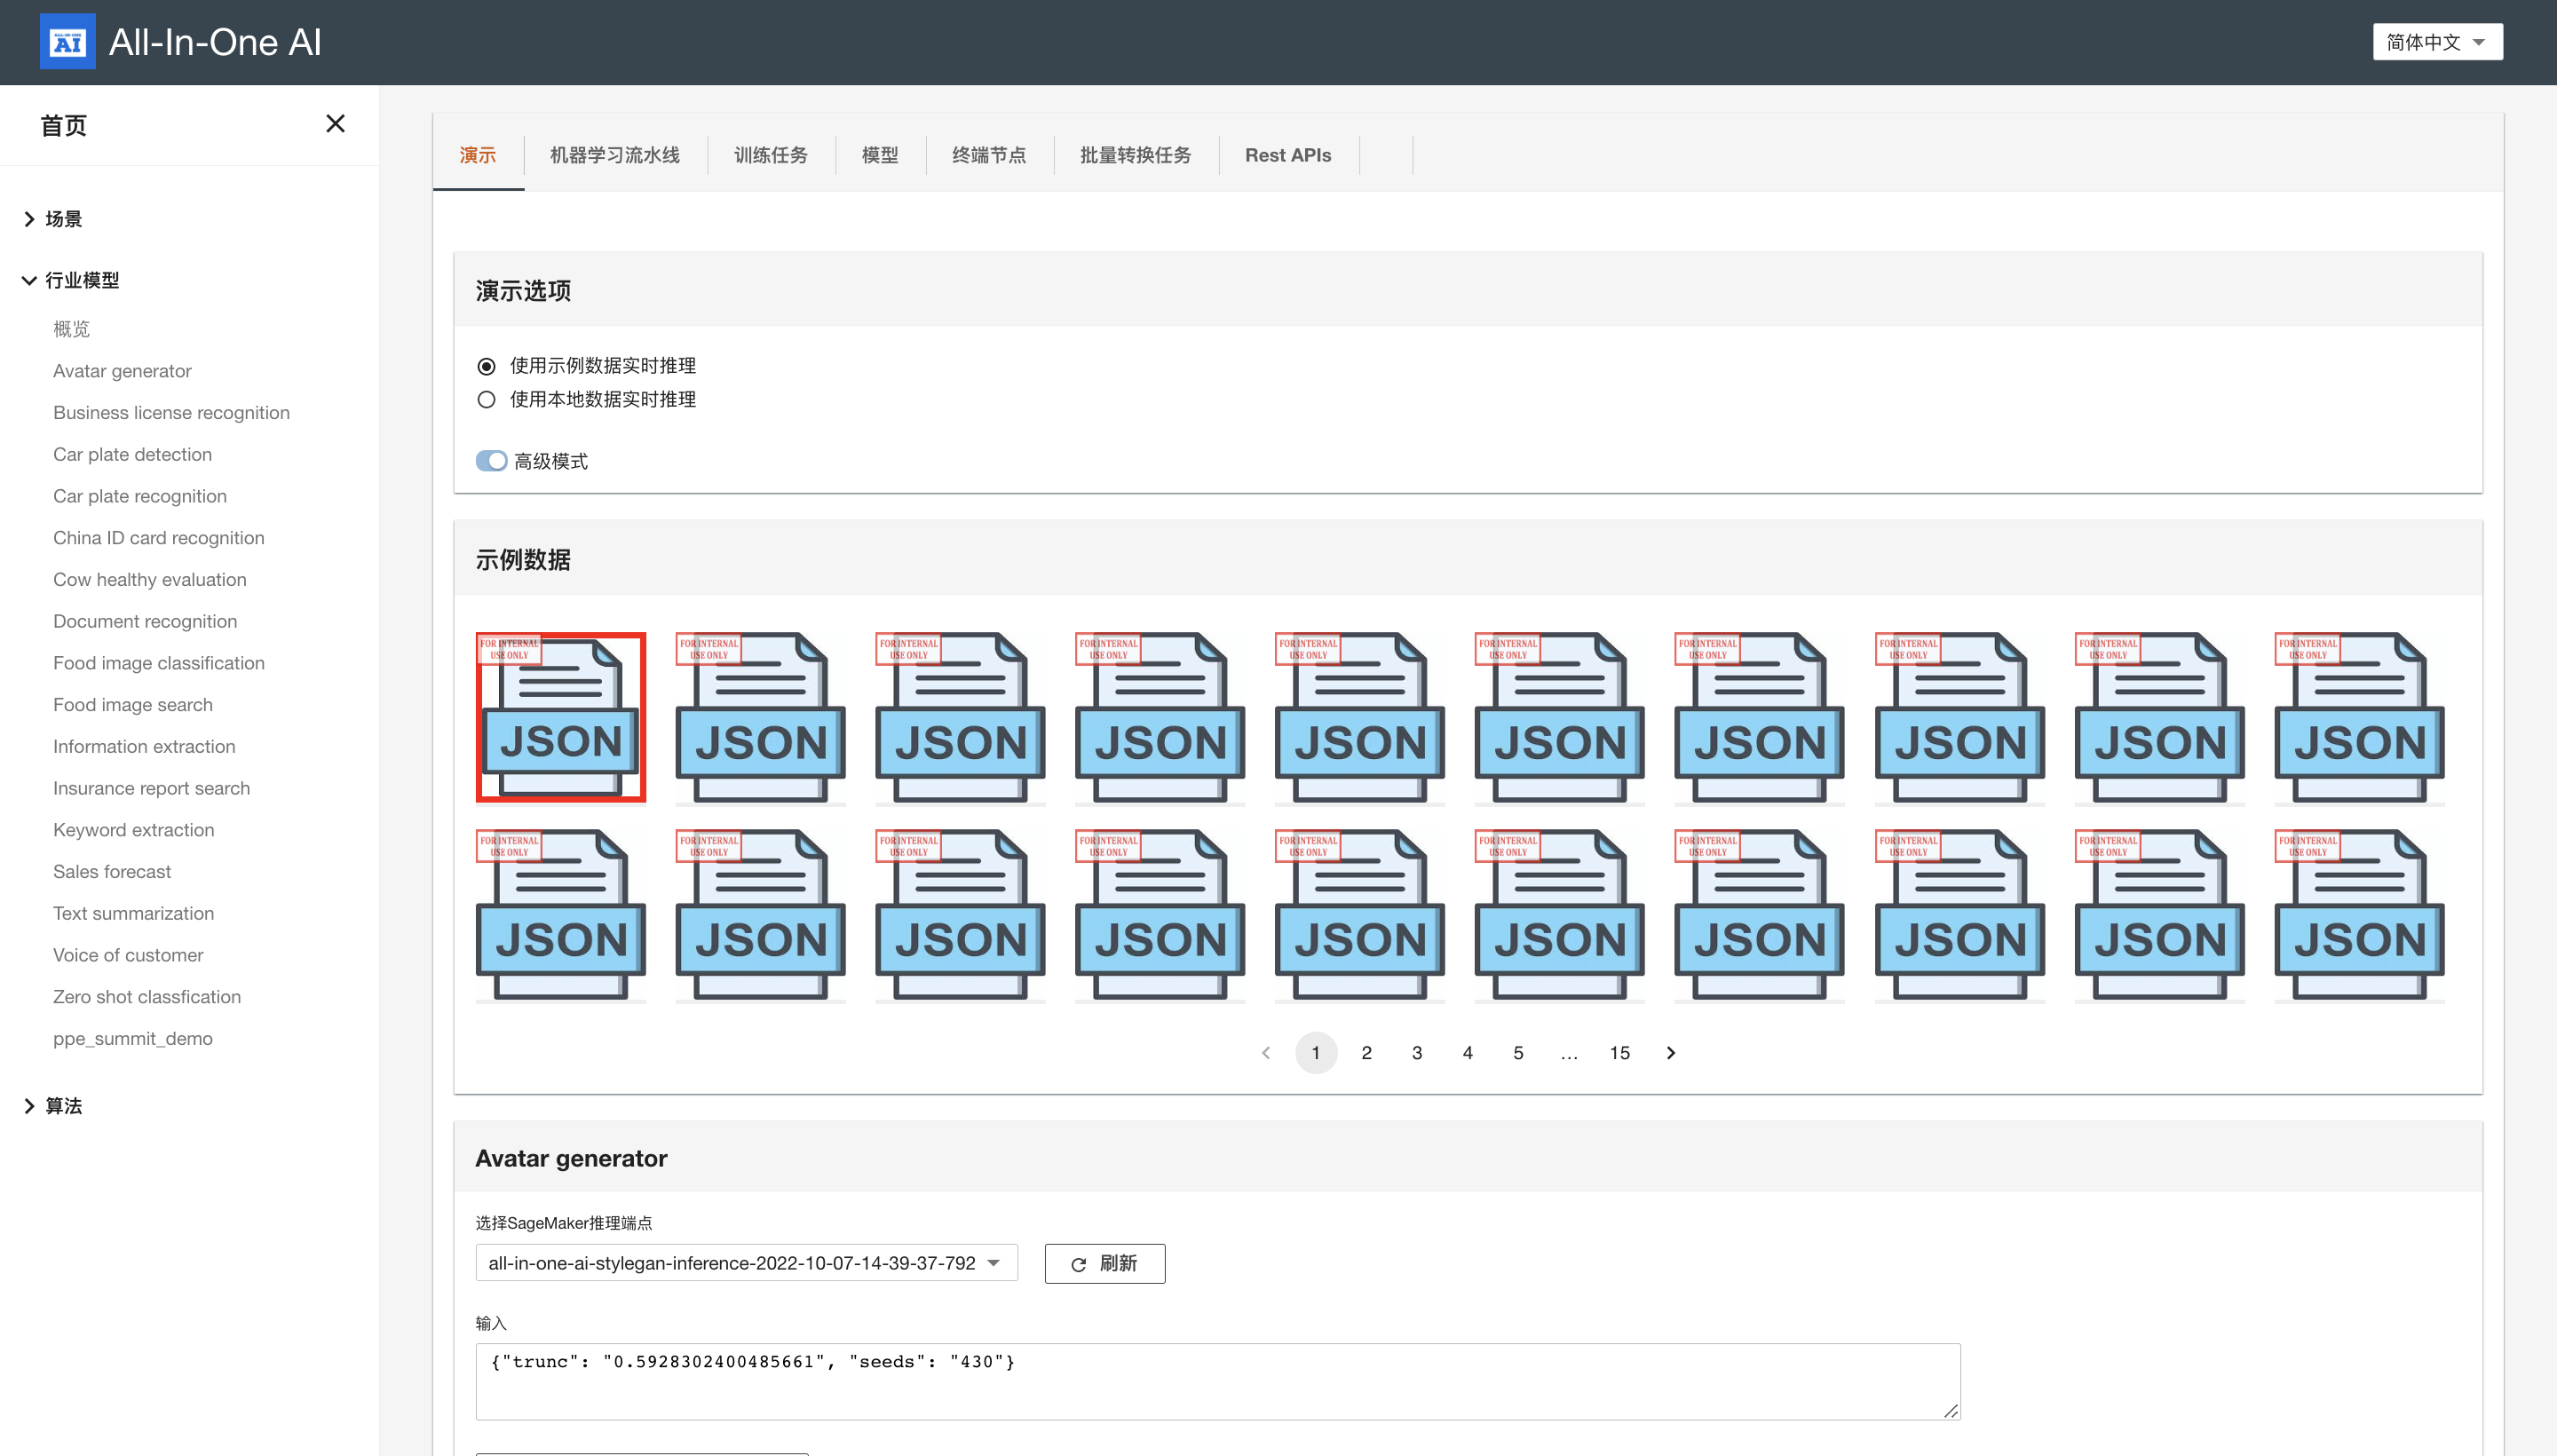 ALL-IN-ONE
AI
All-In-One AI
简体中文
首页
场景
行业模型
概览
Avatar generator
Business license recognition
Car plate detection
Car plate recognition
China ID card recognition
Cow healthy evaluation
Document recognition
Food image classification
Food image search
Information extraction
Insurance report search
Keyword extraction
Sales forecast
Text summarization
Voice of customer
Zero shot classfication
ppe_summit_demo
算法
演示 机器学习流水线 训练任务 模型 终端节点 批量转换任务 Rest APIs
演示选项
使用示例数据实时推理
使用本地数据实时推理
高级模式
示例数据
FOR INTERNAL FOR INTERNAL FOR INTERNAL FOR INTERNAL FOR INTERNAL FOR INTERNAL FOR INTERNAL FOR INTERNAL FOR INTERNAL FOR INTERNAL
USE ONLY USE ONLY USE ONLY USE ONLY USE ONLY USE ONLY USE ONLY USE ONLY USE ONLY USE ONLY
JSON JSON JSON JSON JSON JSON JSON JSON JSON JSON
FOR INTERNAL FOR INTERNAL FOR INTERNAL FOR INTERNAL FOR INTERNAL FOR INTERNAL FOR INTERNAL FOR INTERNAL FOR INTERNAL FOR INTERNAL
USE ONLY USE ONLY USE ONLY USE ONLY USE ONLY USE ONLY USE ONLY USE ONLY USE ONLY USE ONLY
JSON JSON JSON JSON JSON JSON JSON JSON JSON JSON
1 2 3 4 5 ... 15
Avatar generator
选择SageMaker推理端点
all-in-one-ai-stylegan-inference-2022-10-07-14-39-37-792 刷新
输入
{"trunc": "0.5928302400485661", "seeds": "430"}